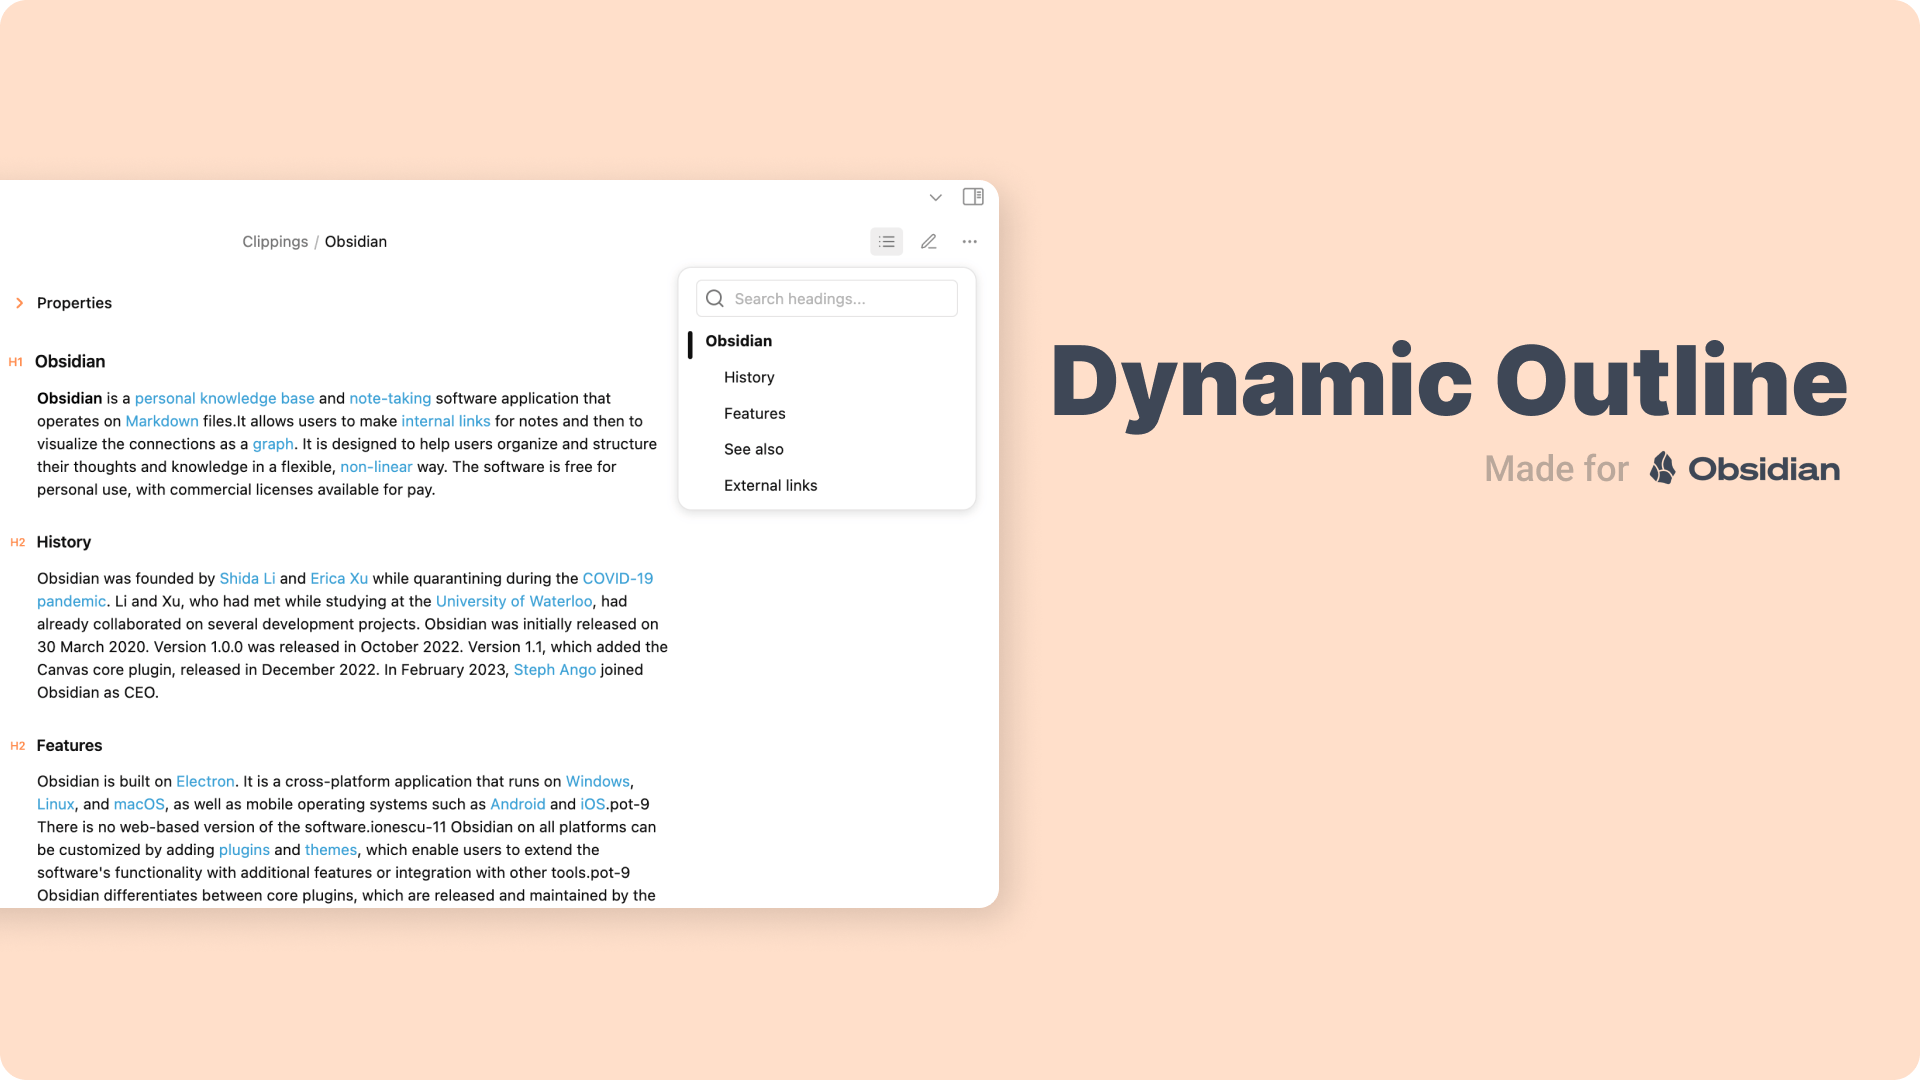 Clippings / Obsidian
Properties
H1 Obsidian
Obsidian is a personal knowledge base and note-taking software application that
operates on Markdown files.It allows users to make internal links for notes and then to
visualize the connections as a graph. It is designed to help users organize and structure
their thoughts and knowledge in a flexible, non-linear way. The software is free for
personal use, with commercial licenses available for pay.
H2 History
Obsidian was founded by Shida Li and Erica Xu while quarantining during the COVID-19
pandemic. Li and Xu, who had met while studying at the University of Waterloo, had
already collaborated on several development projects. Obsidian was initially released on
30 March 2020. Version 1.0.0 was released in October 2022. Version 1.1, which added the
Canvas core plugin, released in December 2022. In February 2023, Steph Ango joined
Obsidian as CEO.
H2 Features
Obsidian is built on Electron. It is a cross-platform application that runs on Windows,
Linux, and macOS, as well as mobile operating systems such as Android and iOS.pot-9
There is no web-based version of the software.ionescu-11 Obsidian on all platforms can
be customized by adding plugins and themes, which enable users to extend the
software's functionality with additional features or integration with other tools.pot-9
Obsidian differentiates between core plugins, which are released and maintained by the
Search headings...
Obsidian
History
Features
See also
External links
Dynamic Outline
Made for Obsidian